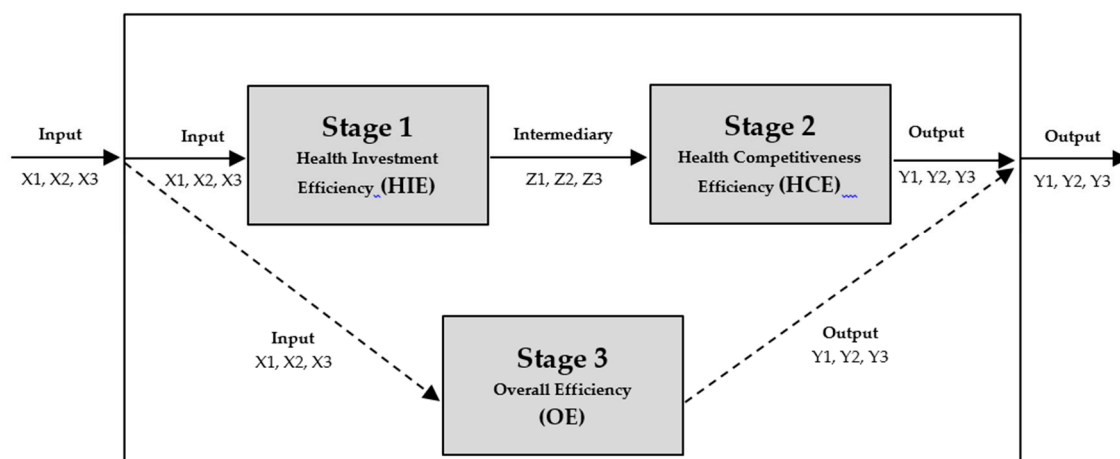 Input
X1, X2, X3
Input
X1, X2, X3
Stage 1
Health Investment
Efficiency (HIE)
Intermediary
Z1, Z2, Z3
Stage 2
Health Competitiveness
Efficiency (HCE)
Output
Y1, Y2, Y3
Output
Y1, Y2, Y3
Input
X1, X2, X3
Stage 3
Overall Efficiency
(OE)
Output
Y1, Y2, Y3